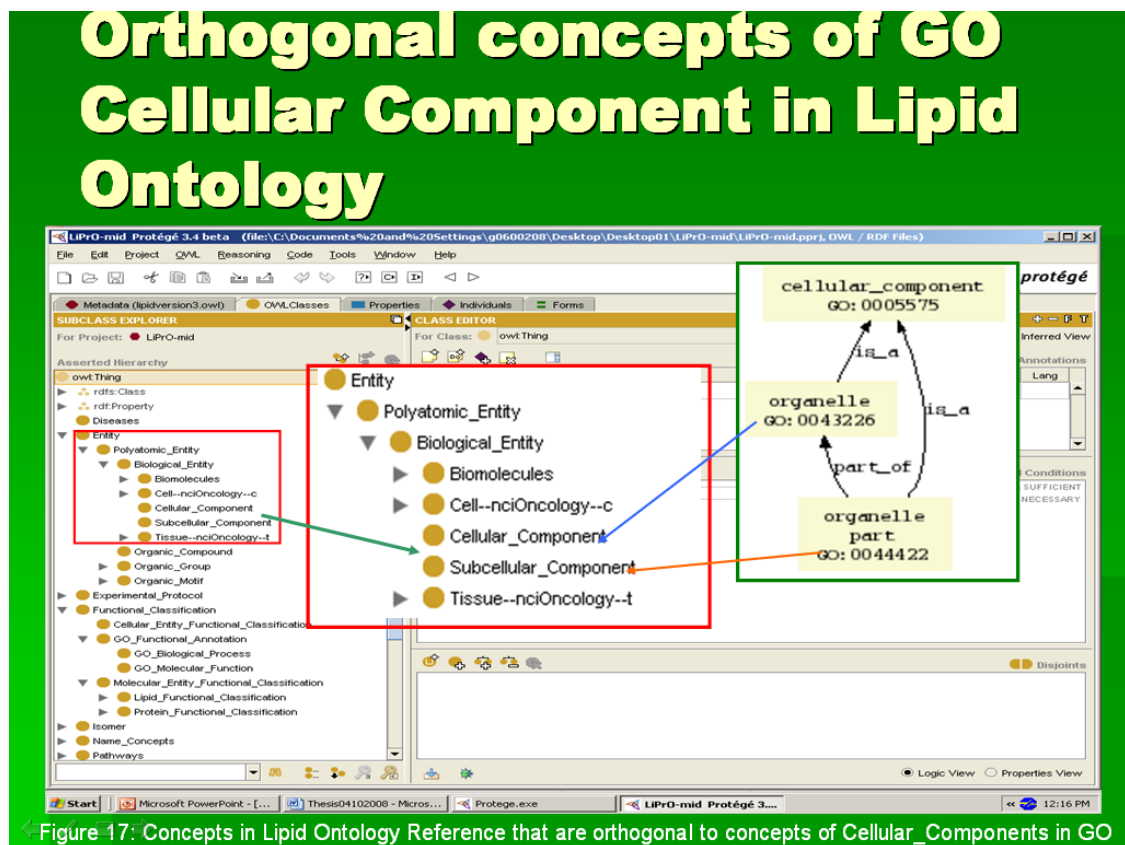 Orthogonal concepts of GO
Cellular Component in Lipid
Ontology
LiPrO-mid Protégé 3.4 beta (file:\C:\Documents%20and%20Settings\g0600208\Desktop\Desktop01\LiPrO-mid\LiPrO-mid.pprj, OWL / RDF Files)
File Edit Project OWL Reasoning Code Tools Window Help
protégé
Metadata (lipidversion3.owl) OWLClasses Properties Individuals Forms
SUBCLASS EXPLORER
For Project: LiPrO-mid
Asserted Hierarchy
owl:Thing
rdfs:Class
rdf:Property
Diseases
Entity
Polyatomic_Entity
Biological_Entity
Biomolecules
Cell--nciOncology--c
Cellular_Component
Subcellular_Component
Tissue--nciOncology--t
Organic_Compound
Organic_Group
Organic_Motif
Experimental_Protocol
Functional_Classification
Cellular_Entity_Functional_Classification
GO_Functional_Annotation
GO_Biological_Process
GO_Molecular_Function
Molecular_Entity_Functional_Classification
Lipid_Functional_Classification
Protein_Functional_Classification
Isomer
Name_Concepts
Pathways
CLASS EDITOR
For Class: owl:Thing
Inferred View
Annotations
Lang
Entity
Polyatomic_Entity
Biological_Entity
Biomolecules
Cell--nciOncology--c
Cellular_Component
Subcellular_Component
Tissue--nciOncology--t
cellular_component
GO:0005575
is_a
organelle
GO:0043226
is_a
part_of
organelle
part
GO:0044422
Conditions
SUFFICIENT
NECESSARY
Disjoints
Logic View Properties View
Start Microsoft PowerPoint - [... Thesis04102008 - Micros... Protege.exe LiPrO-mid Protégé 3.... 12:16 PM
Figure 17: Concepts in Lipid Ontology Reference that are orthogonal to concepts of Cellular_Components in GO